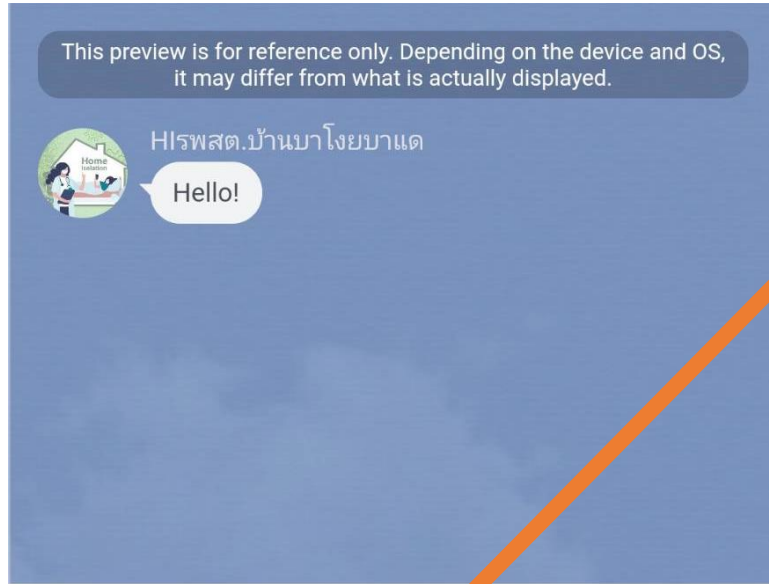 This preview is for reference only. Depending on the device and OS,
it may differ from what is actually displayed.
HIรพสต.บ้านบาโงยบาแด
Home
Isolation
Hello!